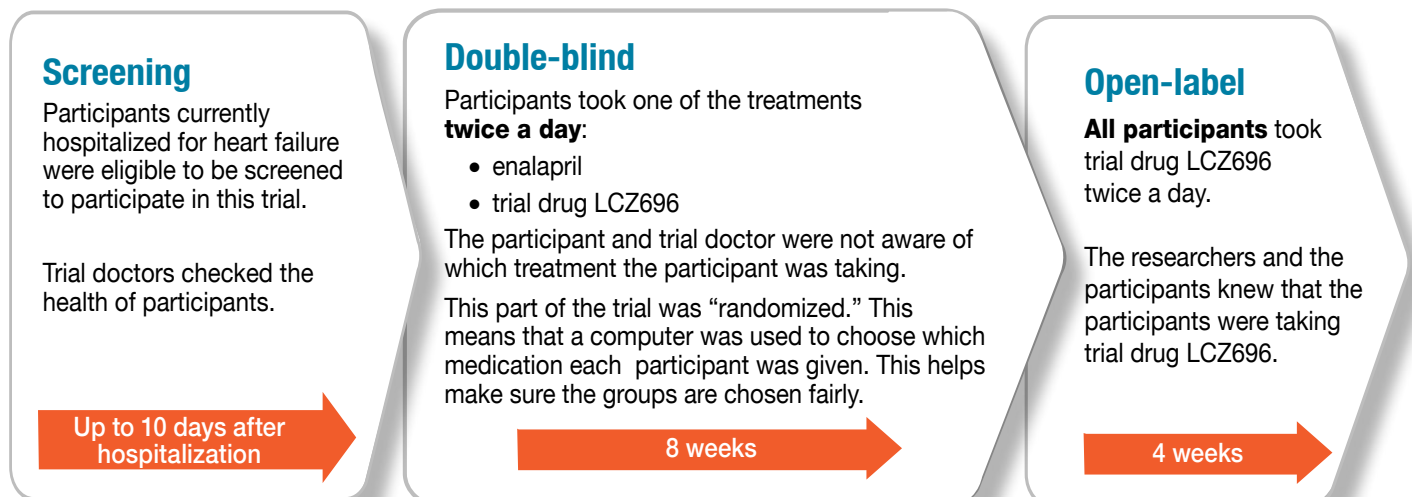 Screening
Participants currently
hospitalized for heart failure
were eligible to be screened
to participate in this trial.
Trial doctors checked the
health of participants.
Up to 10 days after
hospitalization
Double-blind
Participants took one of the treatments
twice a day:
• enalapril
• trial drug LCZ696
The participant and trial doctor were not aware of
which treatment the participant was taking.
This part of the trial was “randomized.” This
means that a computer was used to choose which
medication each participant was given. This helps
make sure the groups are chosen fairly.
8 weeks
Open-label
All participants took
trial drug LCZ696
twice a day.
The researchers and the
participants knew that the
participants were taking
trial drug LCZ696.
4 weeks